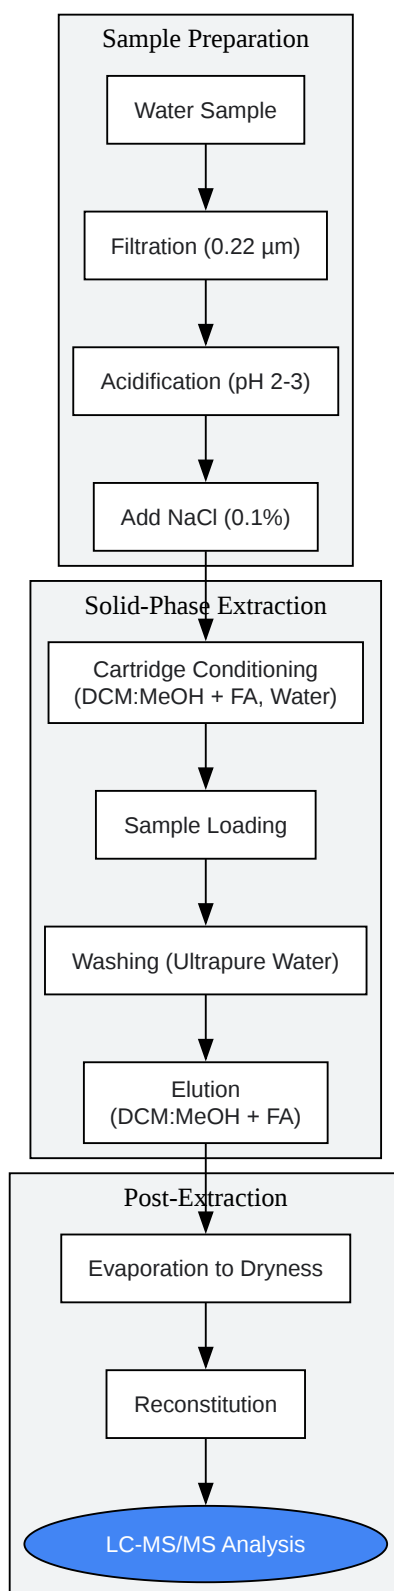 Sample Preparation
Water Sample
Filtration (0.22 µm)
Acidification (pH 2-3)
Add NaCl (0.1%)
Solid-Phase Extraction
Cartridge Conditioning
(DCM:MeOH + FA, Water)
Sample Loading
Washing (Ultrapure Water)
Elution
(DCM:MeOH + FA)
Post-Extraction
Evaporation to Dryness
Reconstitution
LC-MS/MS Analysis